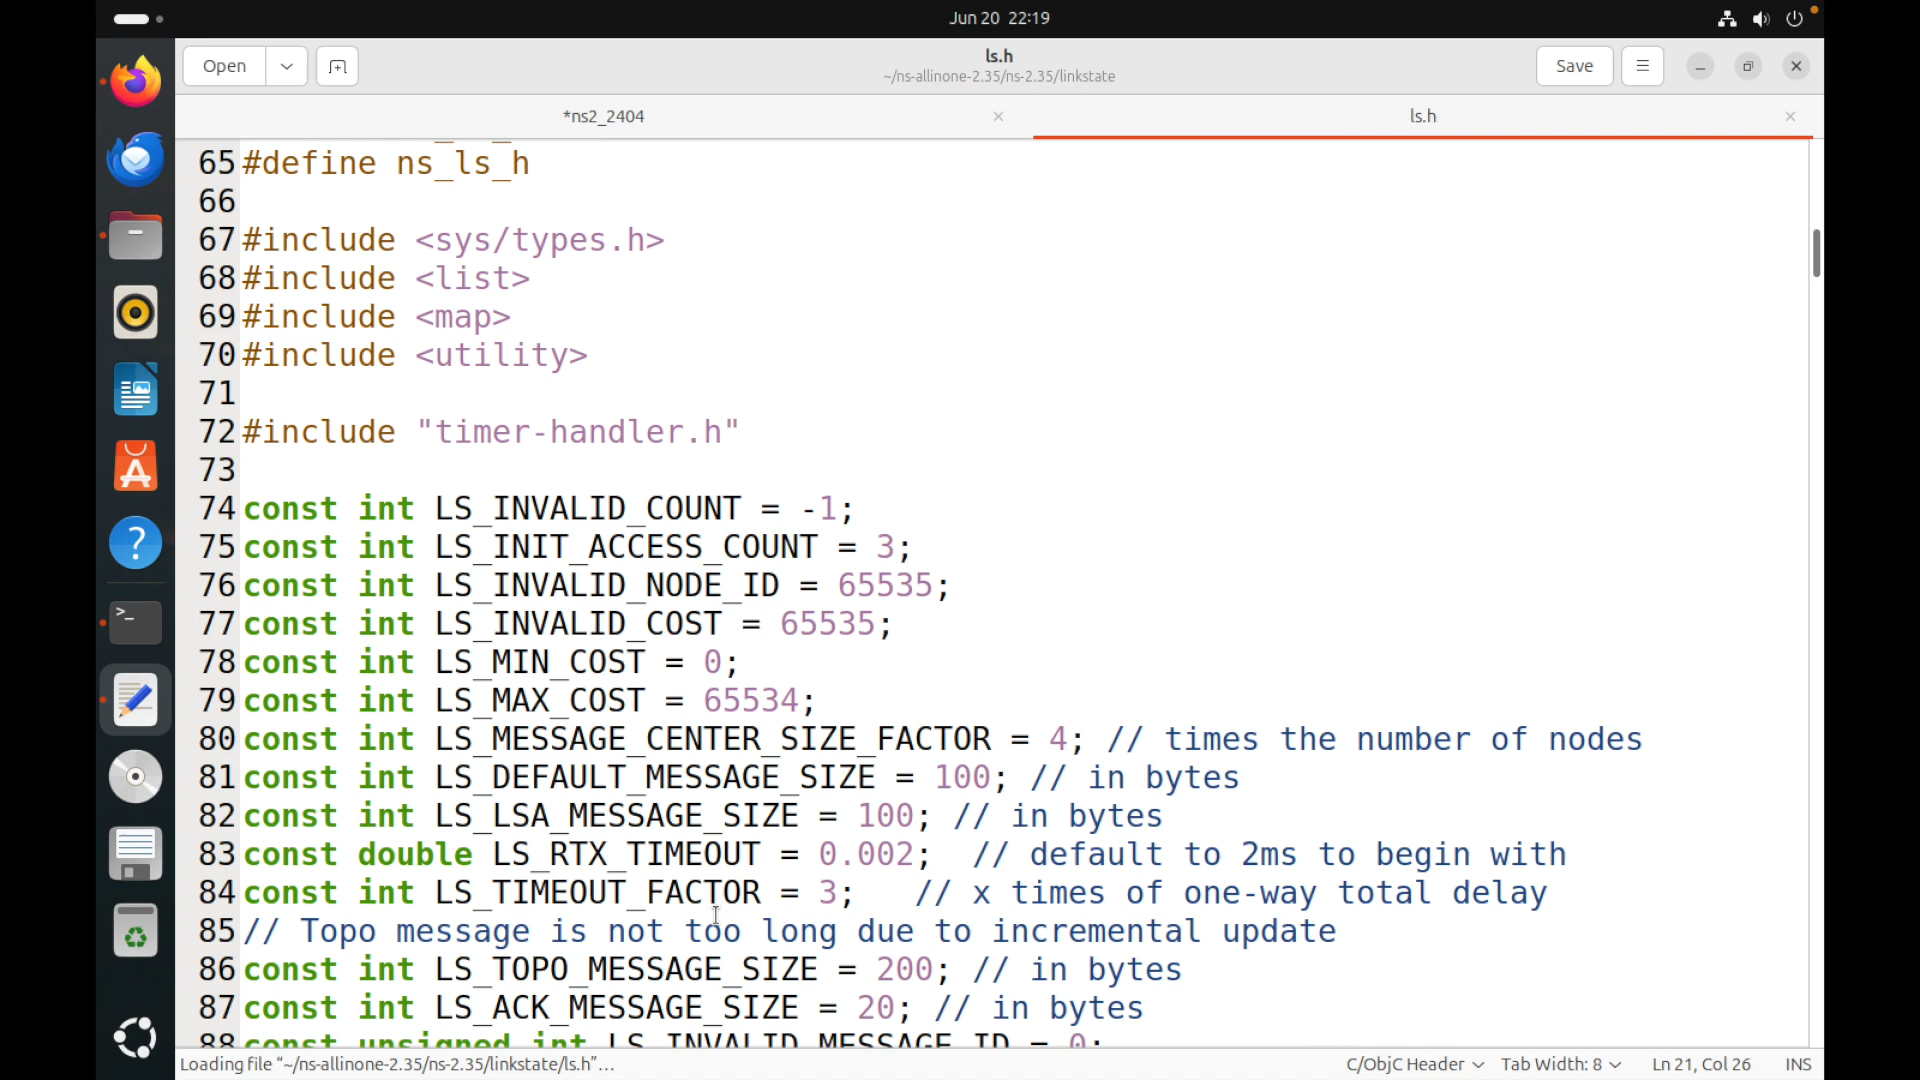 Jun 20 22:19
Open
ls.h
~/ns-allinone-2.35/ns-2.35/linkstate
Save
*ns2_2404
ls.h
65 #define ns_ls_h
66
67 #include <sys/types.h>
68 #include <list>
69 #include <map>
70 #include <utility>
71
72 #include "timer-handler.h"
73
74 const int LS_INVALID_COUNT = -1;
75 const int LS_INIT_ACCESS_COUNT = 3;
76 const int LS_INVALID_NODE_ID = 65535;
77 const int LS_INVALID_COST = 65535;
78 const int LS_MIN_COST = 0;
79 const int LS_MAX_COST = 65534;
80 const int LS_MESSAGE_CENTER_SIZE_FACTOR = 4; // times the number of nodes
81 const int LS_DEFAULT_MESSAGE_SIZE = 100; // in bytes
82 const int LS_LSA_MESSAGE_SIZE = 100; // in bytes
83 const double LS_RTX_TIMEOUT = 0.002;  // default to 2ms to begin with
84 const int LS_TIMEOUT_FACTOR = 3;   // x times of one-way total delay
85 // Topo message is not too long due to incremental update
86 const int LS_TOPO_MESSAGE_SIZE = 200; // in bytes
87 const int LS_ACK_MESSAGE_SIZE = 20; // in bytes
88 const unsigned int LS_INVALID_MESSAGE_ID = 0;
Loading file “~/ns-allinone-2.35/ns-2.35/linkstate/ls.h”…
C/ObjC Header
Tab Width: 8
Ln 21, Col 26
INS